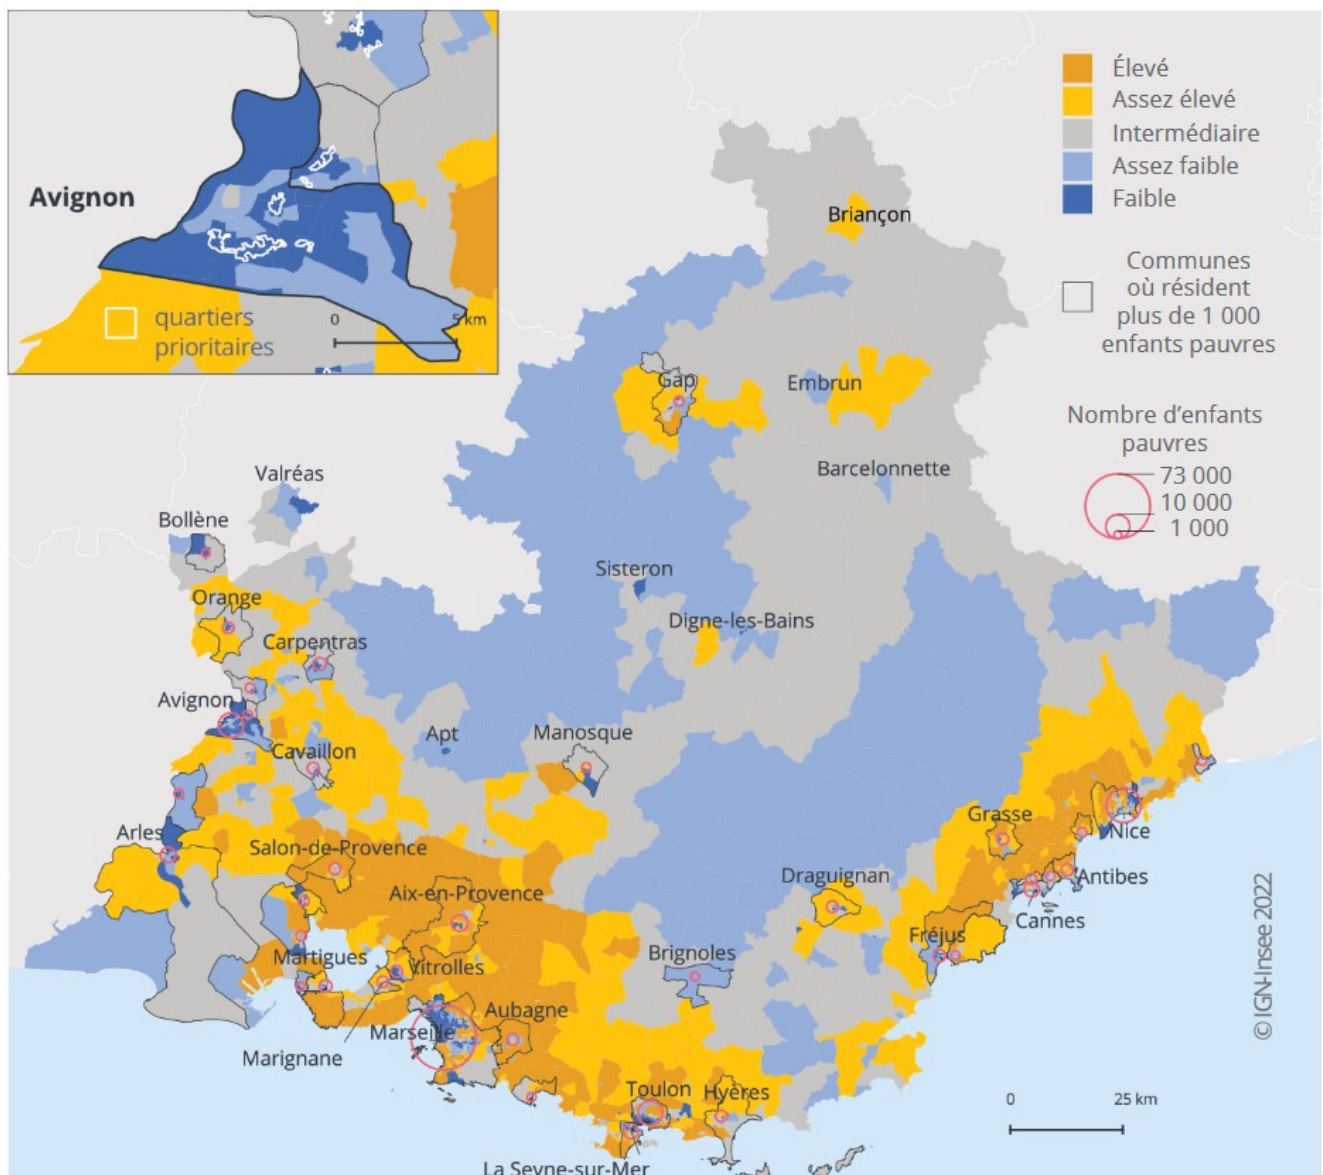 Avignon
quartiers
prioritaires
0
5 km
Élevé
Assez élevé
Intermédiaire
Assez faible
Faible
Communes
où résident
plus de 1 000
enfants pauvres
Nombre d'enfants
pauvres
73 000
10 000
1 000
Briançon
Gap
Embrun
Barcelonnette
Valréas
Bollène
Sisteron
Orange
Digne-les-Bains
Carpentras
Avignon
Apt
Manosque
Cavaillon
Arles
Salon-de-Provence
Grasse
Nice
Aix-en-Provence
Draguignan
Antibes
Cannes
Fréjus
Martigues
Vitrolles
Brignoles
Marseille
Aubagne
Marignane
Toulon
Hyères
La Seyne-sur-Mer
0
25 km
© IGN-Insee 2022